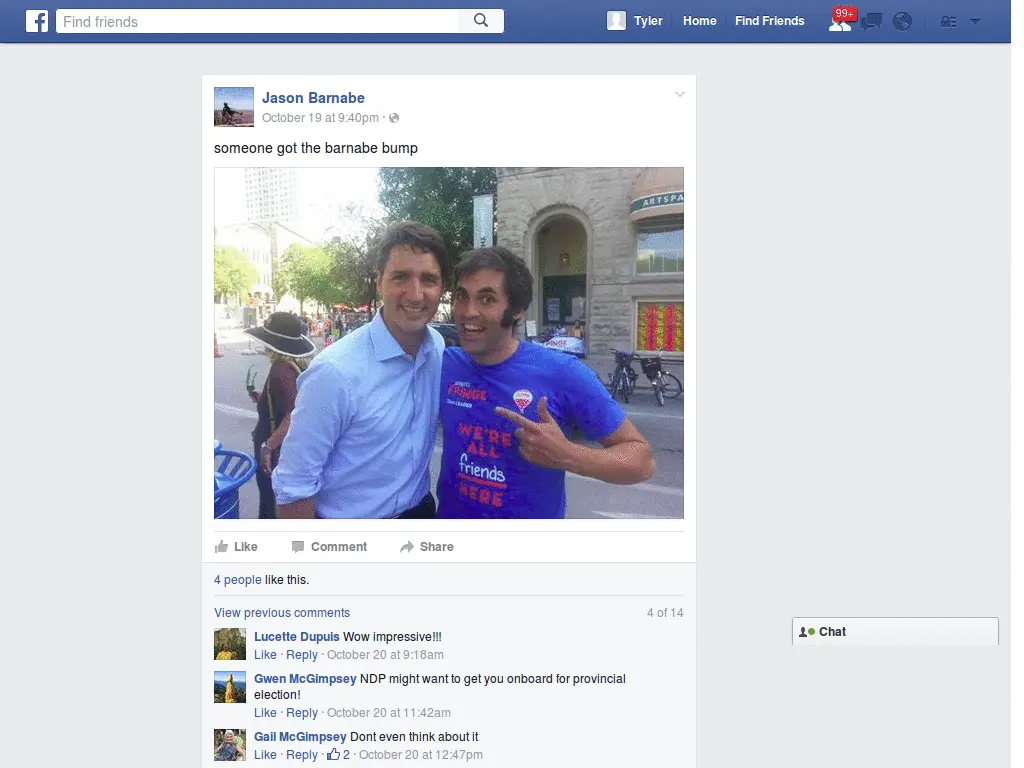 f Find friends Tyler Home Find Friends 99+
Jason Barnabe
October 19 at 9:40pm ·
someone got the barnabe bump
ARTSPA
FRINGE
FRINGE
TEAM LEADER
WE'RE
ALL
friends
HERE
Like Comment Share
4 people like this.
View previous comments 4 of 14
Lucette Dupuis Wow impressive!!!
Like · Reply · October 20 at 9:18am
Gwen McGimpsey NDP might want to get you onboard for provincial
election!
Like · Reply · October 20 at 11:42am
Gail McGimpsey Dont even think about it
Like · Reply · 2 · October 20 at 12:47pm
Chat